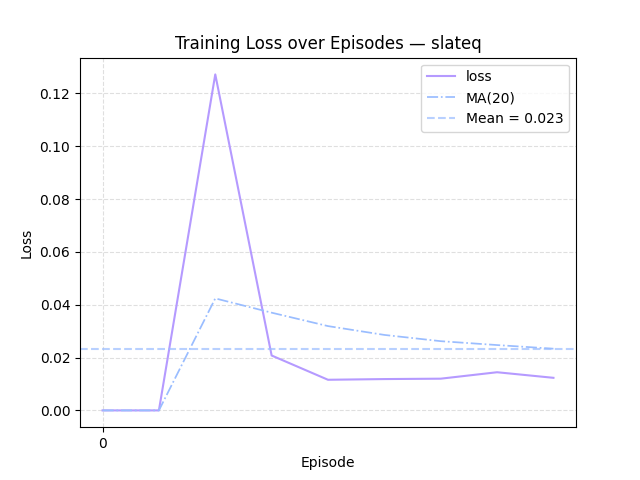 Training Loss over Episodes — slateq
loss
MA(20)
Mean = 0.023
0.12
0.10
0.08
0.06
0.04
0.02
0.00
Loss
0
Episode